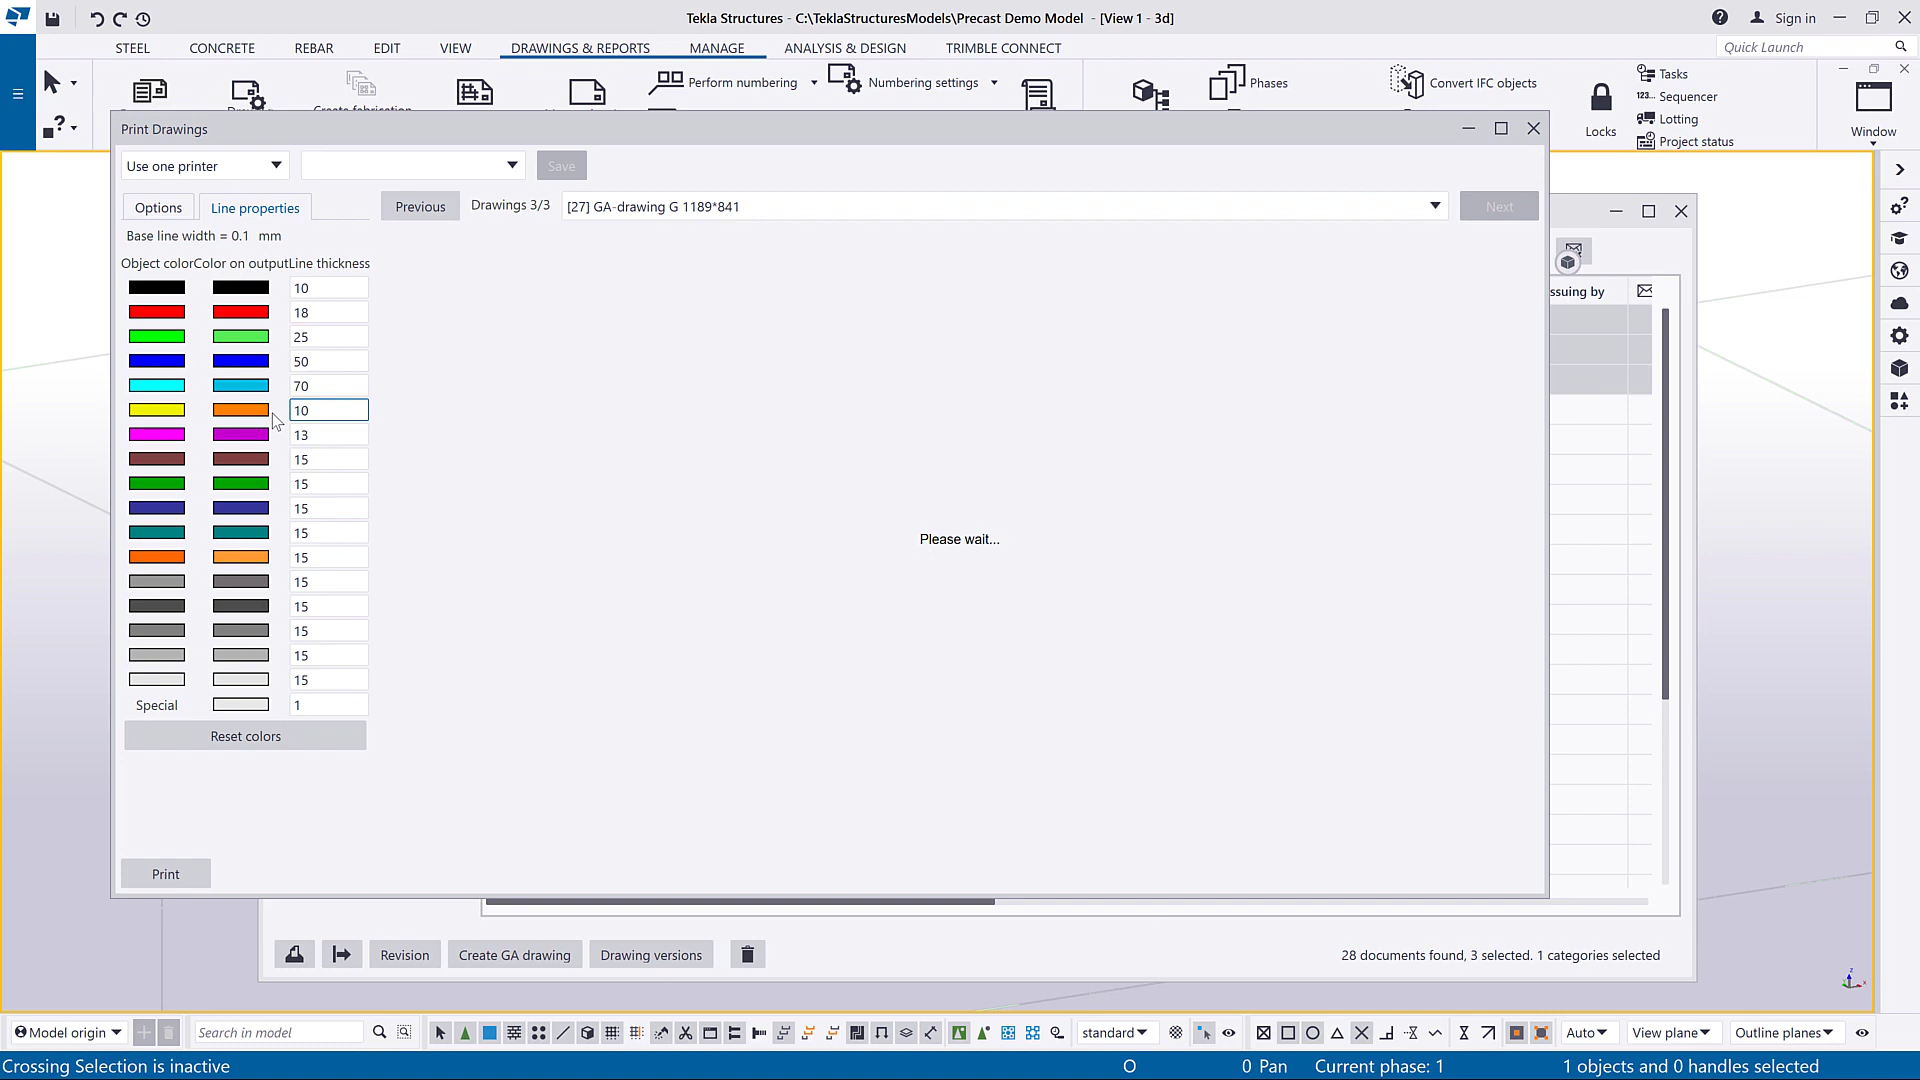 Tekla Structures - C:\TeklaStructuresModels\Precast Demo Model - [View 1 - 3d]
Sign in
STEEL CONCRETE REBAR EDIT VIEW DRAWINGS & REPORTS MANAGE ANALYSIS & DESIGN TRIMBLE CONNECT
Quick Launch
Perform numbering
Numbering settings
Phases
Convert IFC objects
Locks
Tasks
123... Sequencer
Lotting
Project status
Window
Create fabrication
Print Drawings
Use one printer
Save
Options
Line properties
Previous
Drawings 3/3
[27] GA-drawing G 1189*841
Next
Base line width = 0.1 mm
Object color Color on output Line thickness
10
18
25
50
70
10
13
15
15
15
15
15
15
15
15
15
15
Special 1
Reset colors
Please wait...
Print
ssuing by
Revision
Create GA drawing
Drawing versions
28 documents found, 3 selected. 1 categories selected
Model origin
Search in model
standard
Auto
View plane
Outline planes
Crossing Selection is inactive
O
0 Pan
Current phase: 1
1 objects and 0 handles selected